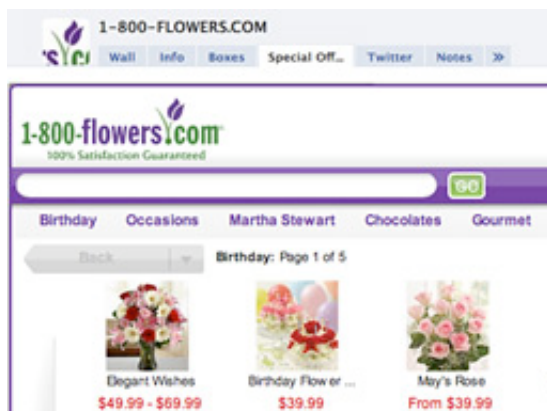 1-800-FLOWERS.COM
Wall Info Boxes Special Off... Twitter Notes »
1-800-flowers.com
100% Satisfaction Guaranteed
GO
Birthday Occasions Martha Stewart Chocolates Gourmet
Back Birthday: Page 1 of 5
Elegant Wishes Birthday Flower ... May's Rose
$49.99 - $69.99 $39.99 From $39.99